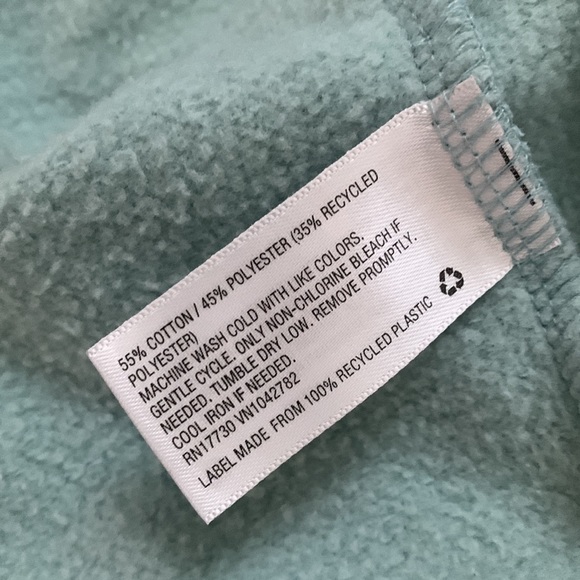 55% COTTON / 45% POLYESTER (35% RECYCLED
POLYESTER)
MACHINE WASH COLD WITH LIKE COLORS.
GENTLE CYCLE. ONLY NON-CHLORINE BLEACH IF
NEEDED. TUMBLE DRY LOW. REMOVE PROMPTLY.
COOL IRON IF NEEDED.
RN17730 VN1042782
LABEL MADE FROM 100% RECYCLED PLASTIC